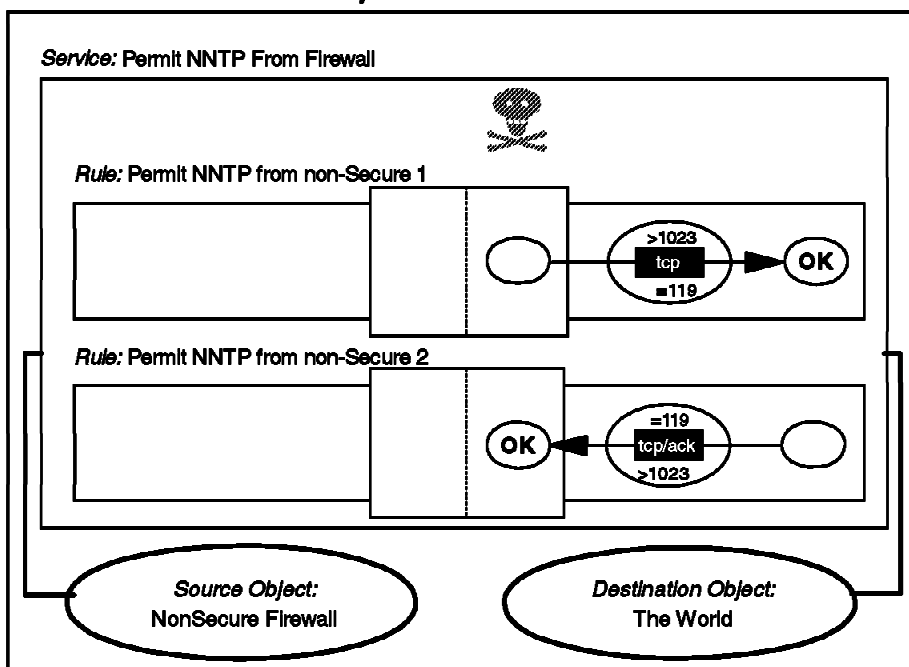 Service: Permit NNTP From Firewall
Rule: Permit NNTP from non-Secure 1
>1023
tcp
=119
OK
Rule: Permit NNTP from non-Secure 2
OK
=119
tcp/ack
>1023
Source Object:
NonSecure Firewall
Destination Object:
The World